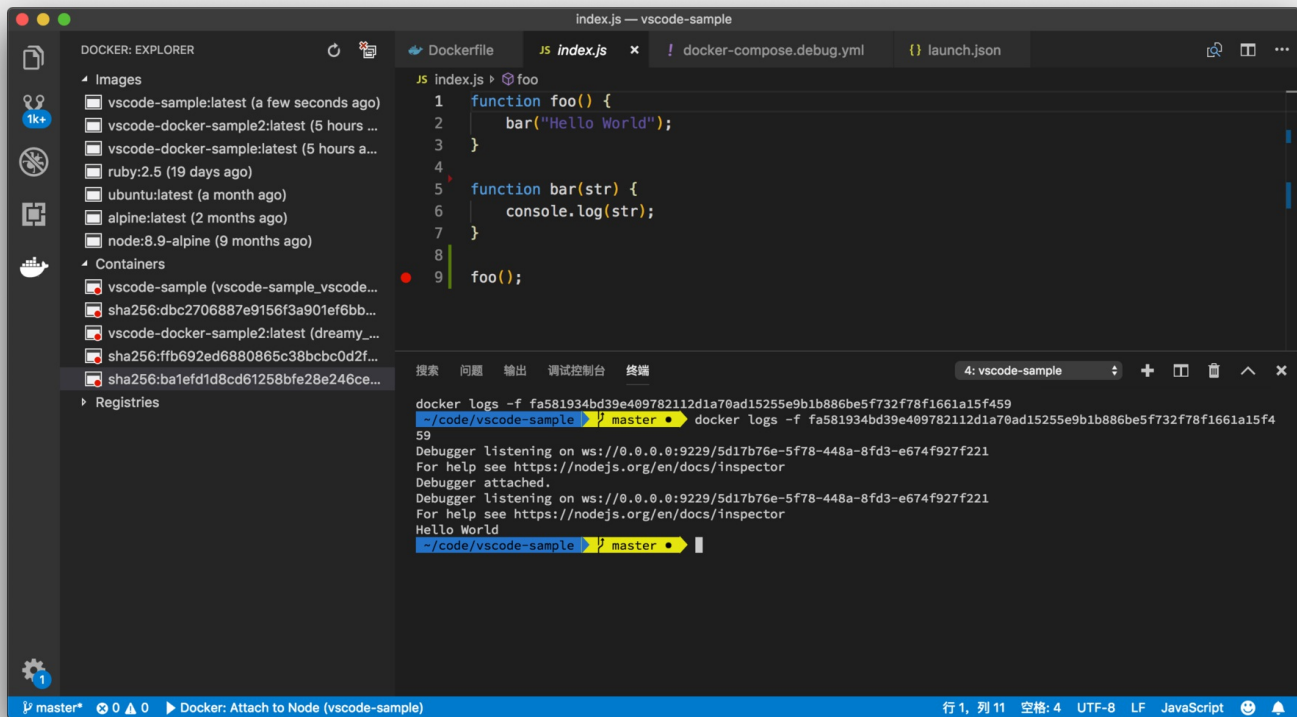 index.js — vscode-sample
DOCKER: EXPLORER
Images
vscode-sample:latest (a few seconds ago)
vscode-docker-sample2:latest (5 hours ...
vscode-docker-sample:latest (5 hours a...
ruby:2.5 (19 days ago)
ubuntu:latest (a month ago)
alpine:latest (2 months ago)
node:8.9-alpine (9 months ago)
Containers
vscode-sample (vscode-sample_vscode...
sha256:dbc2706887e9156f3a901ef6bb...
vscode-docker-sample2:latest (dreamy_...
sha256:ffb692ed6880865c38bcbc0d2f...
sha256:ba1efd1d8cd61258bfe28e246ce...
Registries
1k+
1
Dockerfile JS index.js × ! docker-compose.debug.yml {} launch.json
JS index.js foo
1 function foo() {
2 bar("Hello World");
3 }
4
5 function bar(str) {
6 console.log(str);
7 }
8
9 foo();
搜索 问题 输出 调试控制台 终端 4: vscode-sample
docker logs -f fa581934bd39e409782112d1a70ad15255e9b1b886be5f732f78f1661a15f459
~/code/vscode-sample master ● docker logs -f fa581934bd39e409782112d1a70ad15255e9b1b886be5f732f78f1661a15f4
59
Debugger listening on ws://0.0.0.0:9229/5d17b76e-5f78-448a-8fd3-e674f927f221
For help see https://nodejs.org/en/docs/inspector
Debugger attached.
Debugger listening on ws://0.0.0.0:9229/5d17b76e-5f78-448a-8fd3-e674f927f221
For help see https://nodejs.org/en/docs/inspector
Hello World
~/code/vscode-sample master ●
master* 0 0 Docker: Attach to Node (vscode-sample) 行 1, 列 11 空格: 4 UTF-8 LF JavaScript